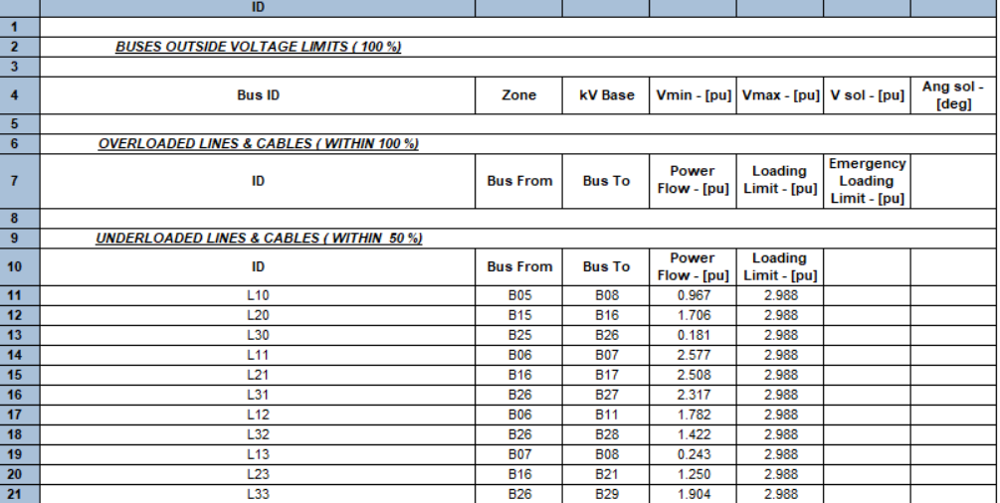 ID
1
2 BUSES OUTSIDE VOLTAGE LIMITS ( 100 %)
3
4 Bus ID Zone kV Base Vmin - [pu] Vmax - [pu] V sol - [pu] Ang sol - [deg]
5
6 OVERLOADED LINES & CABLES ( WITHIN 100 %)
7 ID Bus From Bus To Power Flow - [pu] Loading Limit - [pu] Emergency Loading Limit - [pu]
8
9 UNDERLOADED LINES & CABLES ( WITHIN 50 %)
10 ID Bus From Bus To Power Flow - [pu] Loading Limit - [pu]
11 L10 B05 B08 0.967 2.988
12 L20 B15 B16 1.706 2.988
13 L30 B25 B26 0.181 2.988
14 L11 B06 B07 2.577 2.988
15 L21 B16 B17 2.508 2.988
16 L31 B26 B27 2.317 2.988
17 L12 B06 B11 1.782 2.988
18 L32 B26 B28 1.422 2.988
19 L13 B07 B08 0.243 2.988
20 L23 B16 B21 1.250 2.988
21 L33 B26 B29 1.904 2.988